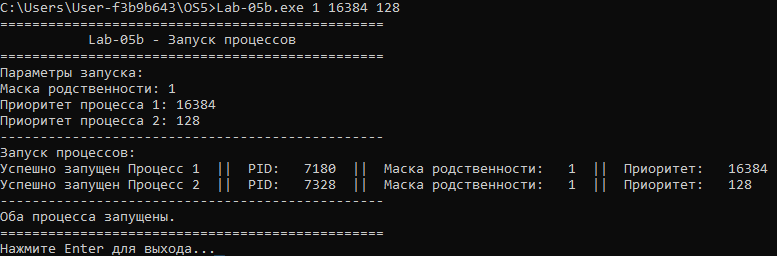 C:\Users\User-f3b9b643\OS5>Lab-05b.exe 1 16384 128
================================================
Lab-05b - Запуск процессов
================================================
Параметры запуска:
Маска родственности: 1
Приоритет процесса 1: 16384
Приоритет процесса 2: 128
------------------------------------------------
Запуск процессов:
Успешно запущен Процесс 1 || PID: 7180 || Маска родственности: 1 || Приоритет: 16384
Успешно запущен Процесс 2 || PID: 7328 || Маска родственности: 1 || Приоритет: 128
------------------------------------------------
Оба процесса запущены.
================================================
Нажмите Enter для выхода..._